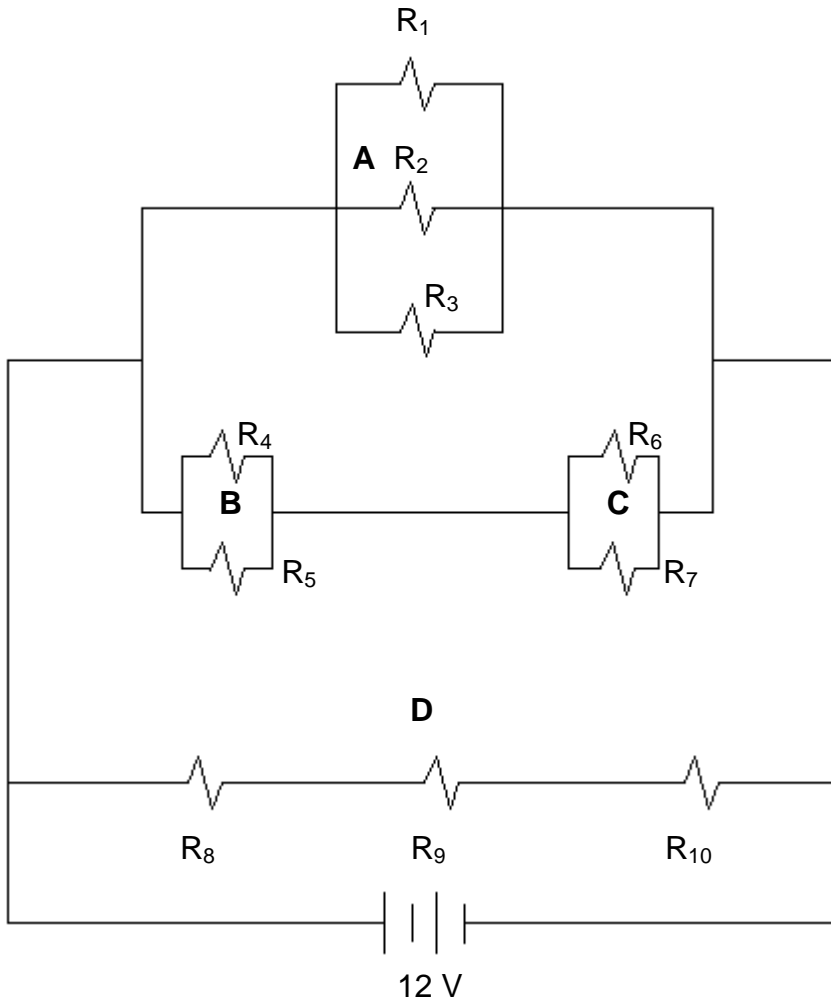 R₁
A R₂
R₃
R₄ R₆
B C
R₅ R₇
D
R₈ R₉ R₁₀
12 V